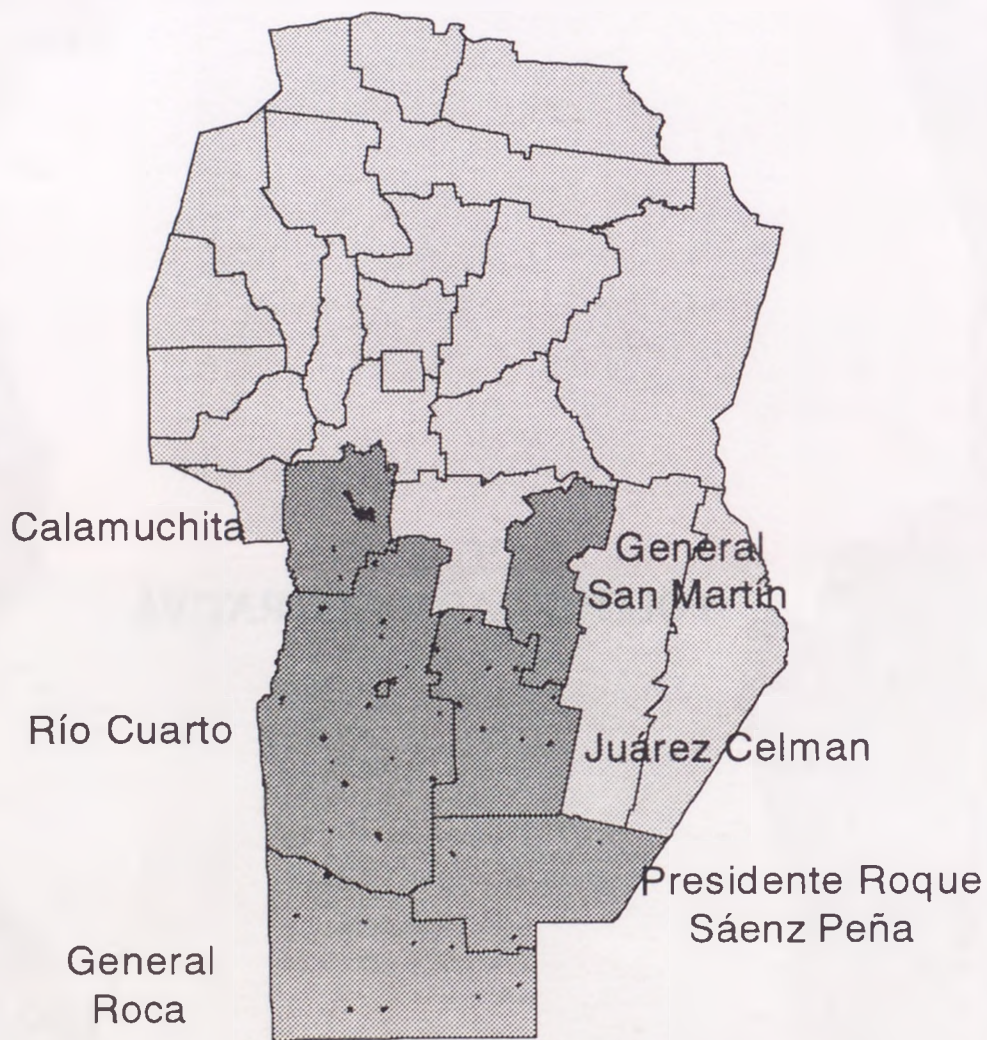 Calamuchita
General
San Martín
Río Cuarto
Juárez Celman
Presidente Roque
Sáenz Peña
General
Roca